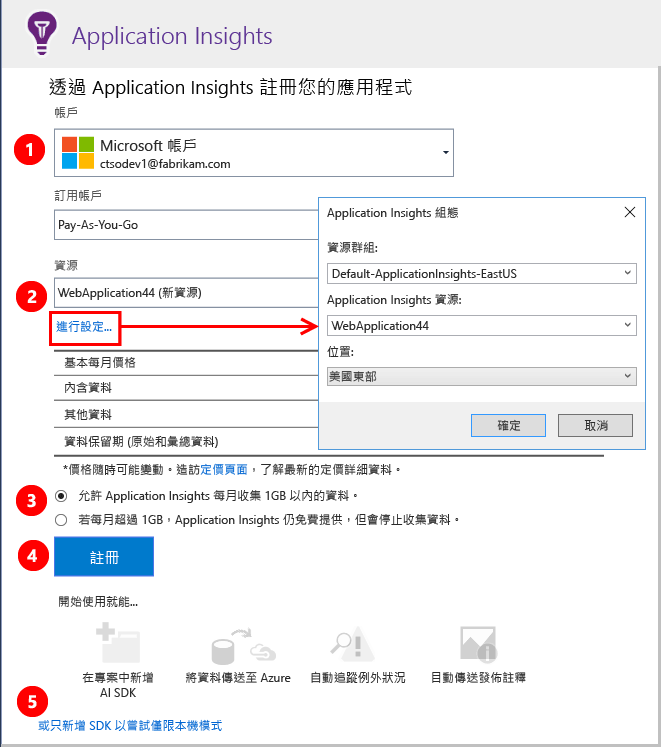 Application Insights
透過 Application Insights 註冊您的應用程式
帳戶
1
Microsoft 帳戶
ctsodev1@fabrikam.com
訂用帳戶
Pay-As-You-Go
資源
2
WebApplication44 (新資源)
進行設定...
Application Insights 組態
資源群組:
Default-ApplicationInsights-EastUS
Application Insights 資源:
WebApplication44
位置:
美國東部
確定
取消
基本每月價格
內含資料
其他資料
資料保留期 (原始和彙總資料)
*價格隨時可能變動。造訪定價頁面，了解最新的定價詳細資料。
3
允許 Application Insights 每月收集 1GB 以內的資料。
若每月超過 1GB，Application Insights 仍免費提供，但會停止收集資料。
4
註冊
開始使用就能...
在專案中新增
AI SDK
將資料傳送至 Azure
自動追蹤例外狀況
目動傳送發佈註釋
5
或只新增 SDK 以嘗試僅限本機模式